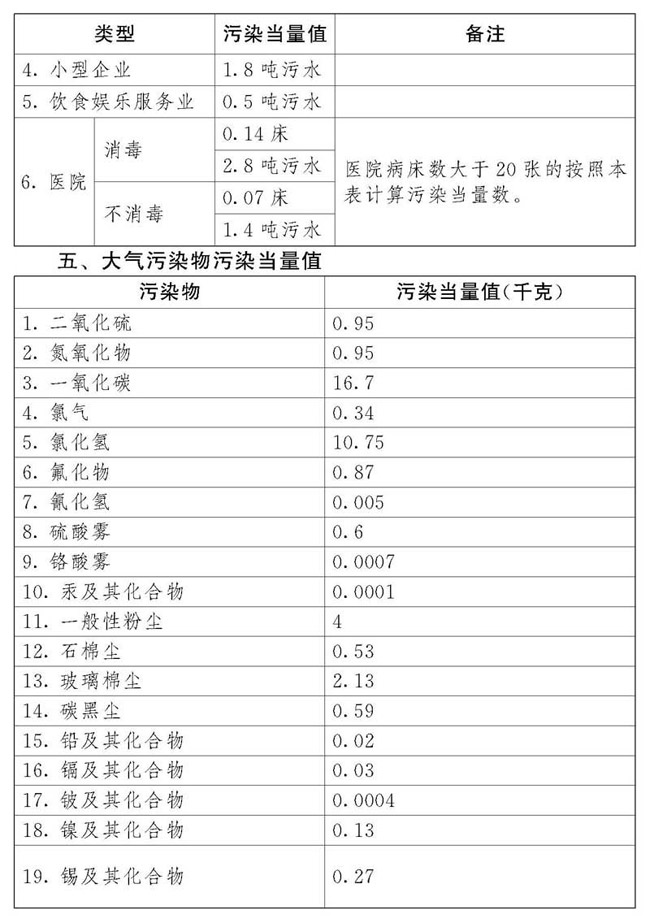 类型 污染当量值 备注
4. 小型企业 1.8吨污水
5. 饮食娱乐服务业 0.5吨污水
6. 医院 消毒 0.14床
2.8吨污水
不消毒 0.07床
1.4吨污水
医院病床数大于20张的按照本
表计算污染当量数。
五、大气污染物污染当量值
污染物 污染当量值(千克)
1. 二氧化硫 0.95
2. 氮氧化物 0.95
3. 一氧化碳 16.7
4. 氯气 0.34
5. 氯化氢 10.75
6. 氟化物 0.87
7. 氰化氢 0.005
8. 硫酸雾 0.6
9. 铬酸雾 0.0007
10. 汞及其化合物 0.0001
11. 一般性粉尘 4
12. 石棉尘 0.53
13. 玻璃棉尘 2.13
14. 碳黑尘 0.59
15. 铅及其化合物 0.02
16. 镉及其化合物 0.03
17. 铍及其化合物 0.0004
18. 镍及其化合物 0.13
19. 锡及其化合物 0.27